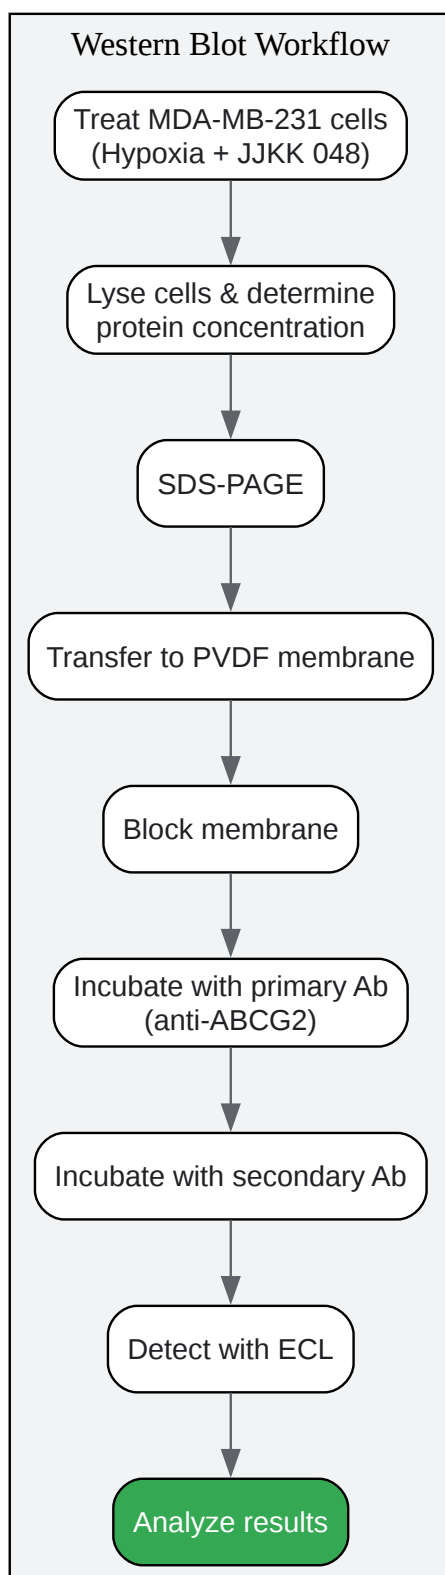 Western Blot Workflow
Treat MDA-MB-231 cells
(Hypoxia + JJKK 048)
Lyse cells & determine
protein concentration
SDS-PAGE
Transfer to PVDF membrane
Block membrane
Incubate with primary Ab
(anti-ABCG2)
Incubate with secondary Ab
Detect with ECL
Analyze results